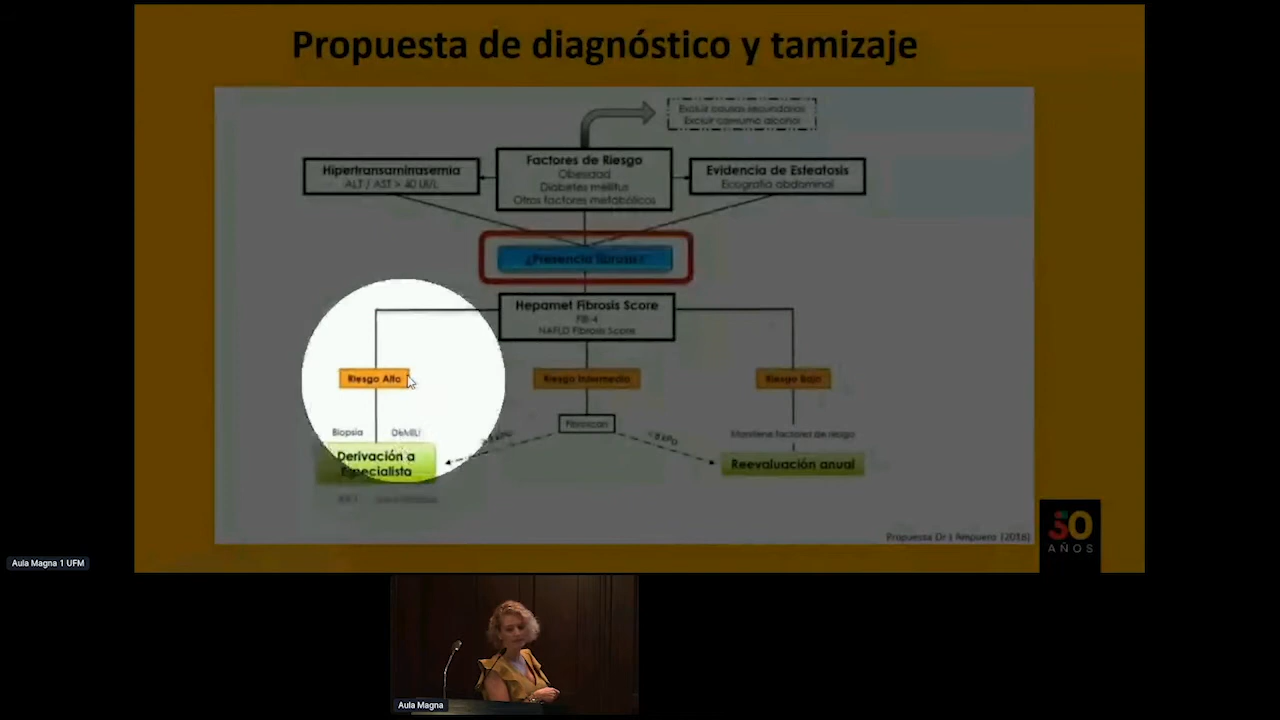 Propuesta de diagnóstico y tamizaje
Excluir causas secundarias
Excluir consumo alcohol
Hipertransaminasemia
ALT / AST > 40 UI/L
Factores de Riesgo
Obesidad
Diabetes mellitus
Otros factores metabólicos
Evidencia de Esteatosis
Ecografía abdominal
¿Presencia fibrosis?
Hepamet Fibrosis Score
FIB-4
NAFLD Fibrosis Score
Riesgo Alto
Riesgo Intermedio
Riesgo Bajo
Fibroscan
Biopsia
Mantiene factores de riesgo
Derivación a
Especialista
Reevaluación anual
Propuesta Dr J Ampuero (2018)
50
AÑOS
Aula Magna 1 UFM
Aula Magna